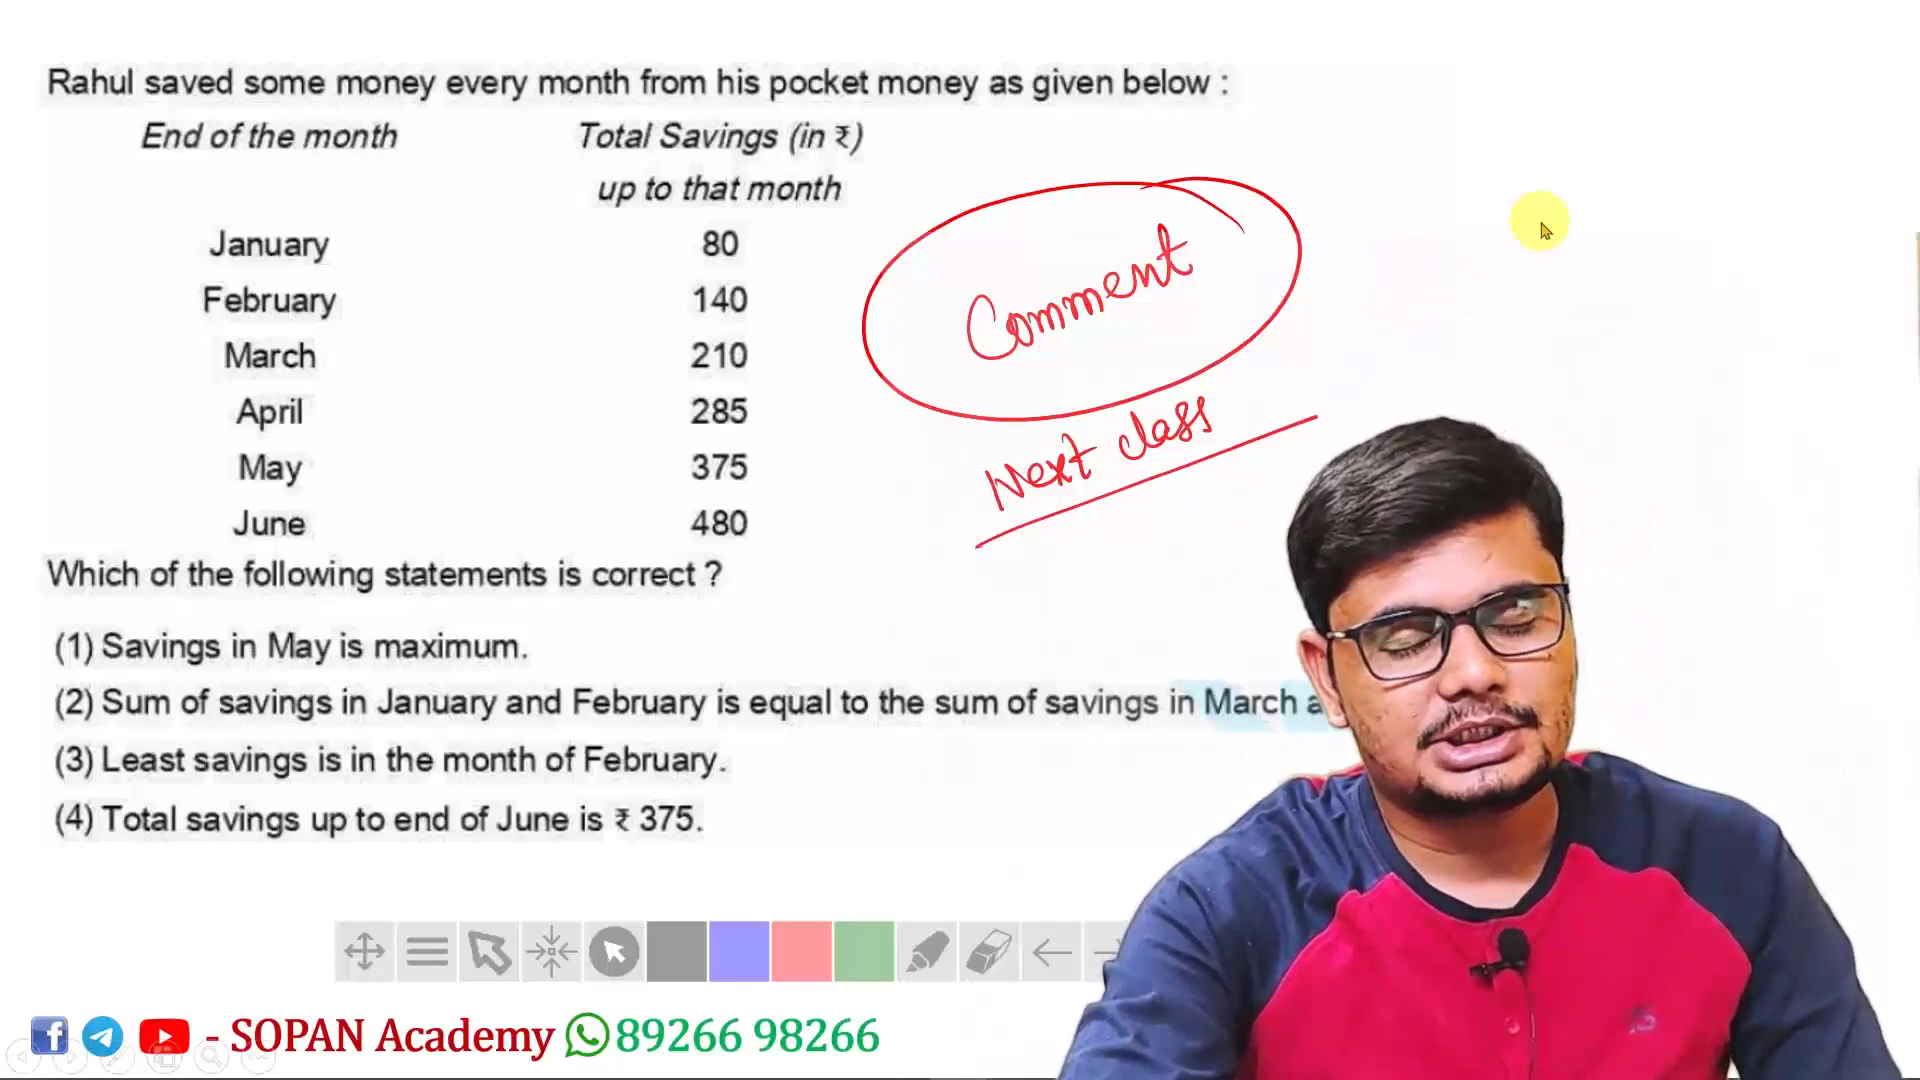 Rahul saved some money every month from his pocket money as given below :
End of the month Total Savings (in ₹)
up to that month
January 80
February 140
March 210
April 285
May 375
June 480
Comment
Next class
Which of the following statements is correct ?
(1) Savings in May is maximum.
(2) Sum of savings in January and February is equal to the sum of savings in March
(3) Least savings is in the month of February.
(4) Total savings up to end of June is ₹ 375.
- SOPAN Academy 89266 98266